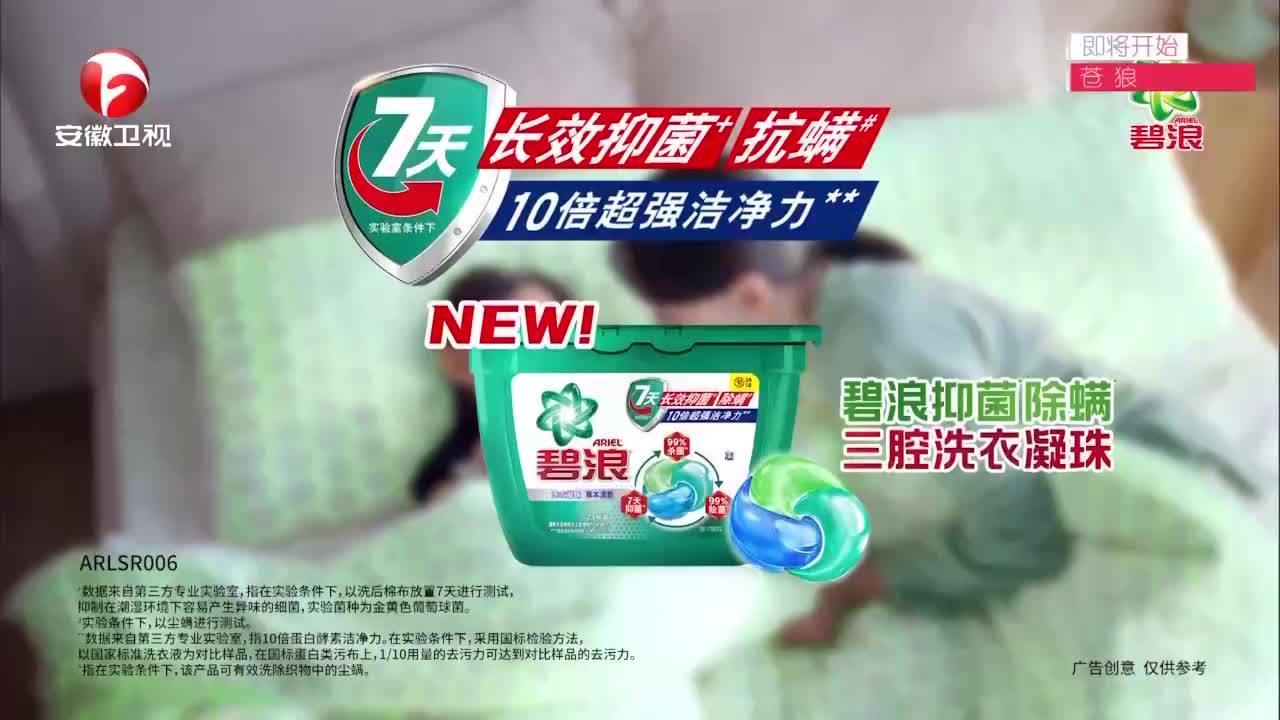 安徽卫视
即将开始
苍狼
ARIEL
碧浪
7天
实验室条件下
长效抑菌+ 抗螨#
10倍超强洁净力**
NEW!
7天
长效抑菌 除螨
10倍超强洁净力
ARIEL
碧浪
99%
杀菌
7天
抑菌
99%
除菌
碧浪抑菌除螨
三腔洗衣凝珠
ARLSR006
*数据来自第三方专业实验室,指在实验条件下,以洗后棉布放置7天进行测试,
抑制在潮湿环境下容易产生异味的细菌,实验菌种为金黄色葡萄球菌。
#实验条件下,以尘螨进行测试。
**数据来自第三方专业实验室,指10倍蛋白酵素洁净力。在实验条件下,采用国标检验方法,
以国家标准洗衣液为对比样品,在国标蛋白类污布上,1/10用量的去污力可达到对比样品的去污力。
*指在实验条件下,该产品可有效洗除织物中的尘螨。
广告创意 仅供参考